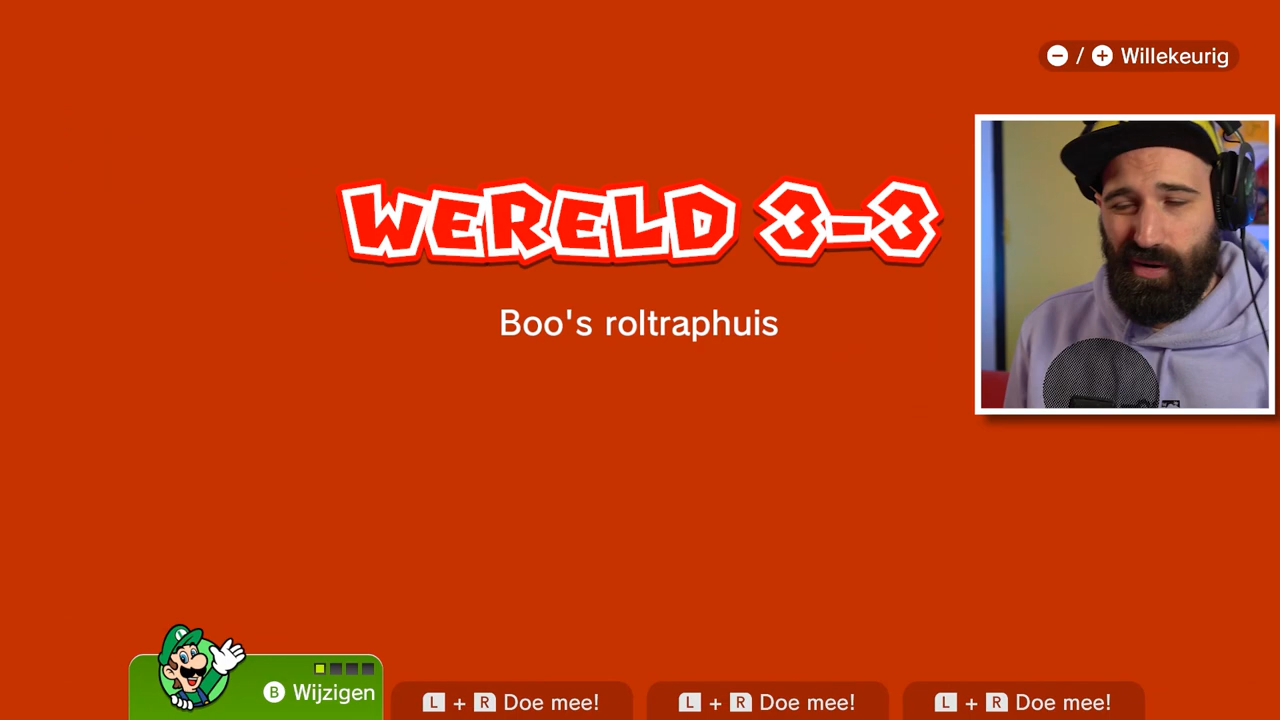 - / + Willekeurig
WERELD 3-3
Boo's roltraphuis
B Wijzigen
L + R Doe mee!
L + R Doe mee!
L + R Doe mee!